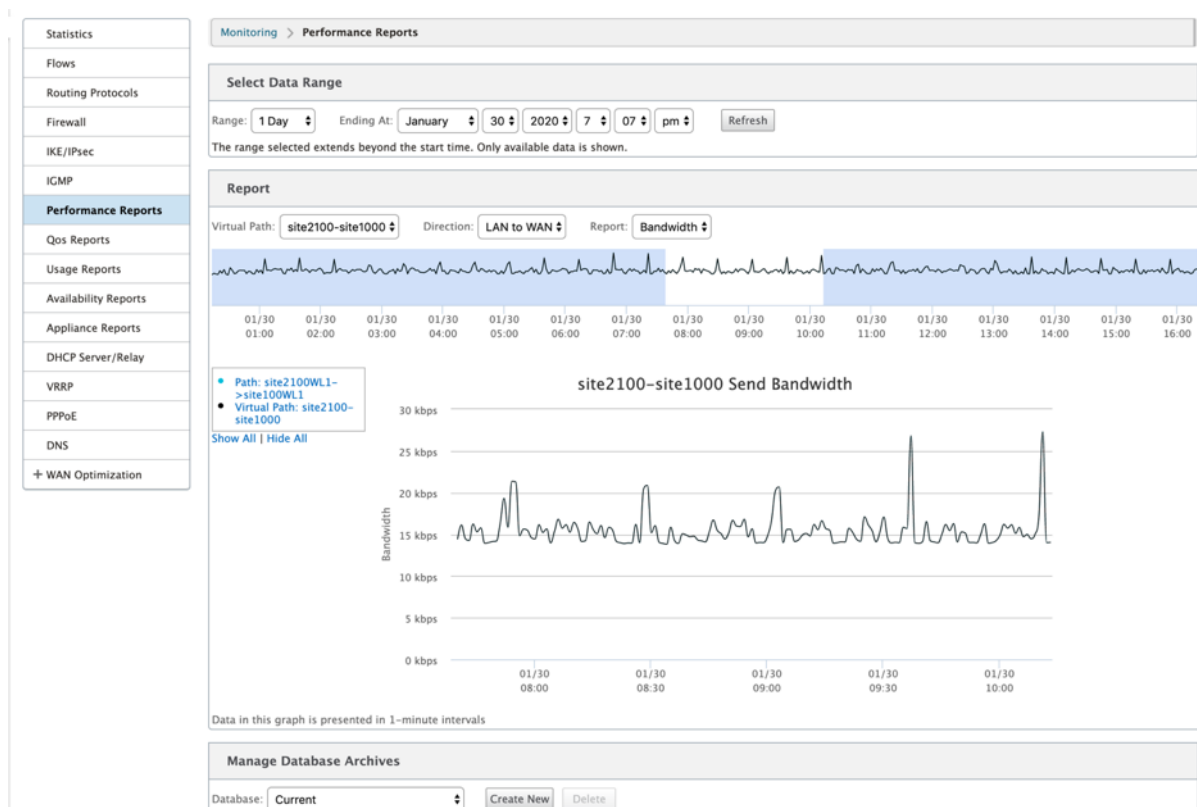 Statistics
Flows
Routing Protocols
Firewall
IKE/IPsec
IGMP
Performance Reports
Qos Reports
Usage Reports
Availability Reports
Appliance Reports
DHCP Server/Relay
VRRP
PPPoE
DNS
+ WAN Optimization
Monitoring > Performance Reports
Select Data Range
Range: 1 Day Ending At: January 30 2020 7 07 pm Refresh
The range selected extends beyond the start time. Only available data is shown.
Report
Virtual Path: site2100-site1000 Direction: LAN to WAN Report: Bandwidth
01/30 01/30 01/30 01/30 01/30 01/30 01/30 01/30 01/30 01/30 01/30 01/30 01/30 01/30 01/30 01/30
01:00 02:00 03:00 04:00 05:00 06:00 07:00 08:00 09:00 10:00 11:00 12:00 13:00 14:00 15:00 16:00
Path: site2100WL1-
>site100WL1
Virtual Path: site2100-
site1000
Show All | Hide All
site2100-site1000 Send Bandwidth
30 kbps
25 kbps
20 kbps
15 kbps
10 kbps
5 kbps
0 kbps
Bandwidth
01/30 01/30 01/30 01/30 01/30
08:00 08:30 09:00 09:30 10:00
Data in this graph is presented in 1-minute intervals
Manage Database Archives
Database: Current Create New Delete